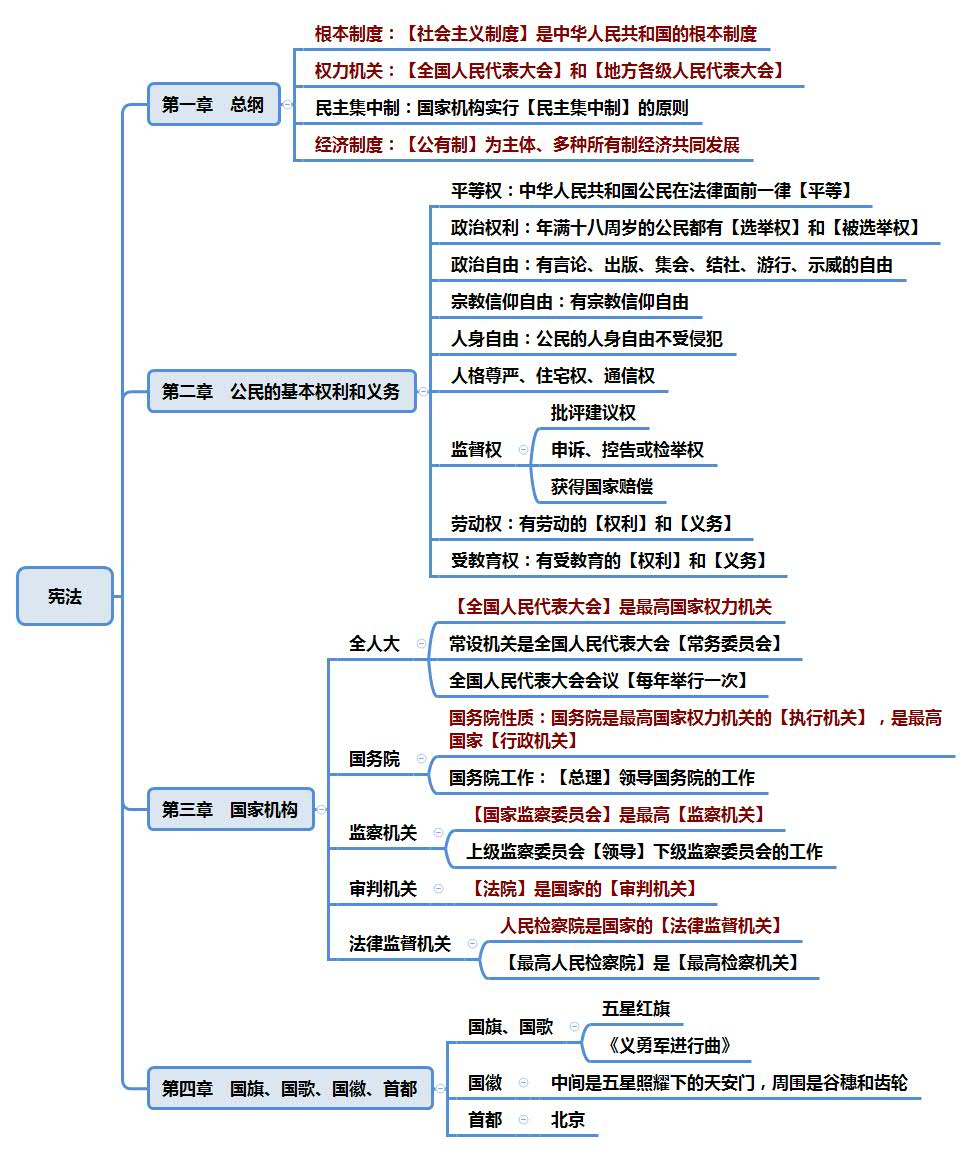 宪法
第一章 总纲
根本制度：【社会主义制度】是中华人民共和国的根本制度
权力机关：【全国人民代表大会】和【地方各级人民代表大会】
民主集中制：国家机构实行【民主集中制】的原则
经济制度：【公有制】为主体、多种所有制经济共同发展
第二章 公民的基本权利和义务
平等权：中华人民共和国公民在法律面前一律【平等】
政治权利：年满十八周岁的公民都有【选举权】和【被选举权】
政治自由：有言论、出版、集会、结社、游行、示威的自由
宗教信仰自由：有宗教信仰自由
人身自由：公民的人身自由不受侵犯
人格尊严、住宅权、通信权
监督权
批评建议权
申诉、控告或检举权
获得国家赔偿
劳动权：有劳动的【权利】和【义务】
受教育权：有受教育的【权利】和【义务】
第三章 国家机构
全人大
【全国人民代表大会】是最高国家权力机关
常设机关是全国人民代表大会【常务委员会】
全国人民代表大会会议【每年举行一次】
国务院
国务院性质：国务院是最高国家权力机关的【执行机关】，是最高
国家【行政机关】
国务院工作：【总理】领导国务院的工作
监察机关
【国家监察委员会】是最高【监察机关】
上级监察委员会【领导】下级监察委员会的工作
审判机关
【法院】是国家的【审判机关】
法律监督机关
人民检察院是国家的【法律监督机关】
【最高人民检察院】是【最高检察机关】
第四章 国旗、国歌、国徽、首都
国旗、国歌
五星红旗
《义勇军进行曲》
国徽
中间是五星照耀下的天安门，周围是谷穗和齿轮
首都
北京